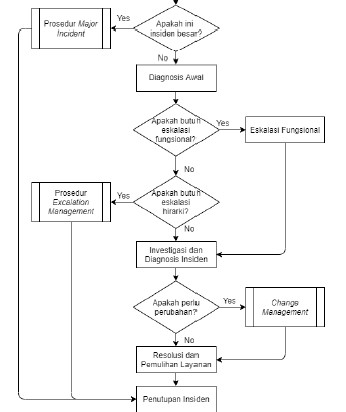 Prosedur Major
Incident
Yes
Apakah ini
insiden besar?
No
Diagnosis Awal
Apakah butuh
eskalasi
fungsional?
Yes
Eskalasi Fungsional
No
Prosedur
Excalation
Management
Yes
Apakah butuh
eskalasi
hirarki?
No
Investigasi dan
Diagnosis Insiden
Apakah perlu
perubahan?
Yes
Change
Management
No
Resolusi dan
Pemulihan Layanan
Penutupan Insiden